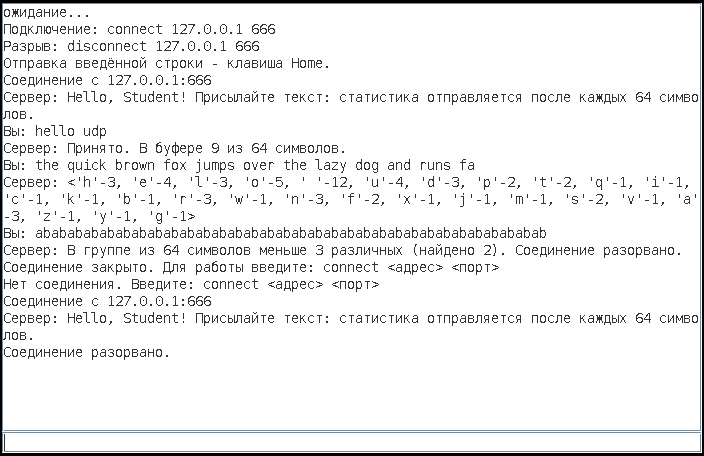 ожидание...
Подключение: connect 127.0.0.1 666
Разрыв: disconnect 127.0.0.1 666
Отправка введённой строки - клавиша Home.
Соединение с 127.0.0.1:666
Сервер: Hello, Student! Присылайте текст: статистика отправляется после каждых 64 симво
лов.
Вы: hello udp
Сервер: Принято. В буфере 9 из 64 символов.
Вы: the quick brown fox jumps over the lazy dog and runs fa
Сервер: <'h'-3, 'e'-4, 'l'-3, 'o'-5, ' '-12, 'u'-4, 'd'-3, 'p'-2, 't'-2, 'q'-1, 'i'-1,
'c'-1, 'k'-1, 'b'-1, 'r'-3, 'w'-1, 'n'-3, 'f'-2, 'x'-1, 'j'-1, 'm'-1, 's'-2, 'v'-1, 'a'
-3, 'z'-1, 'y'-1, 'g'-1>
Вы: abababababababababababababababababababababababababababababababab
Сервер: В группе из 64 символов меньше 3 различных (найдено 2). Соединение разорвано.
Соединение закрыто. Для работы введите: connect <адрес> <порт>
Нет соединения. Введите: connect <адрес> <порт>
Соединение с 127.0.0.1:666
Сервер: Hello, Student! Присылайте текст: статистика отправляется после каждых 64 симво
лов.
Соединение разорвано.